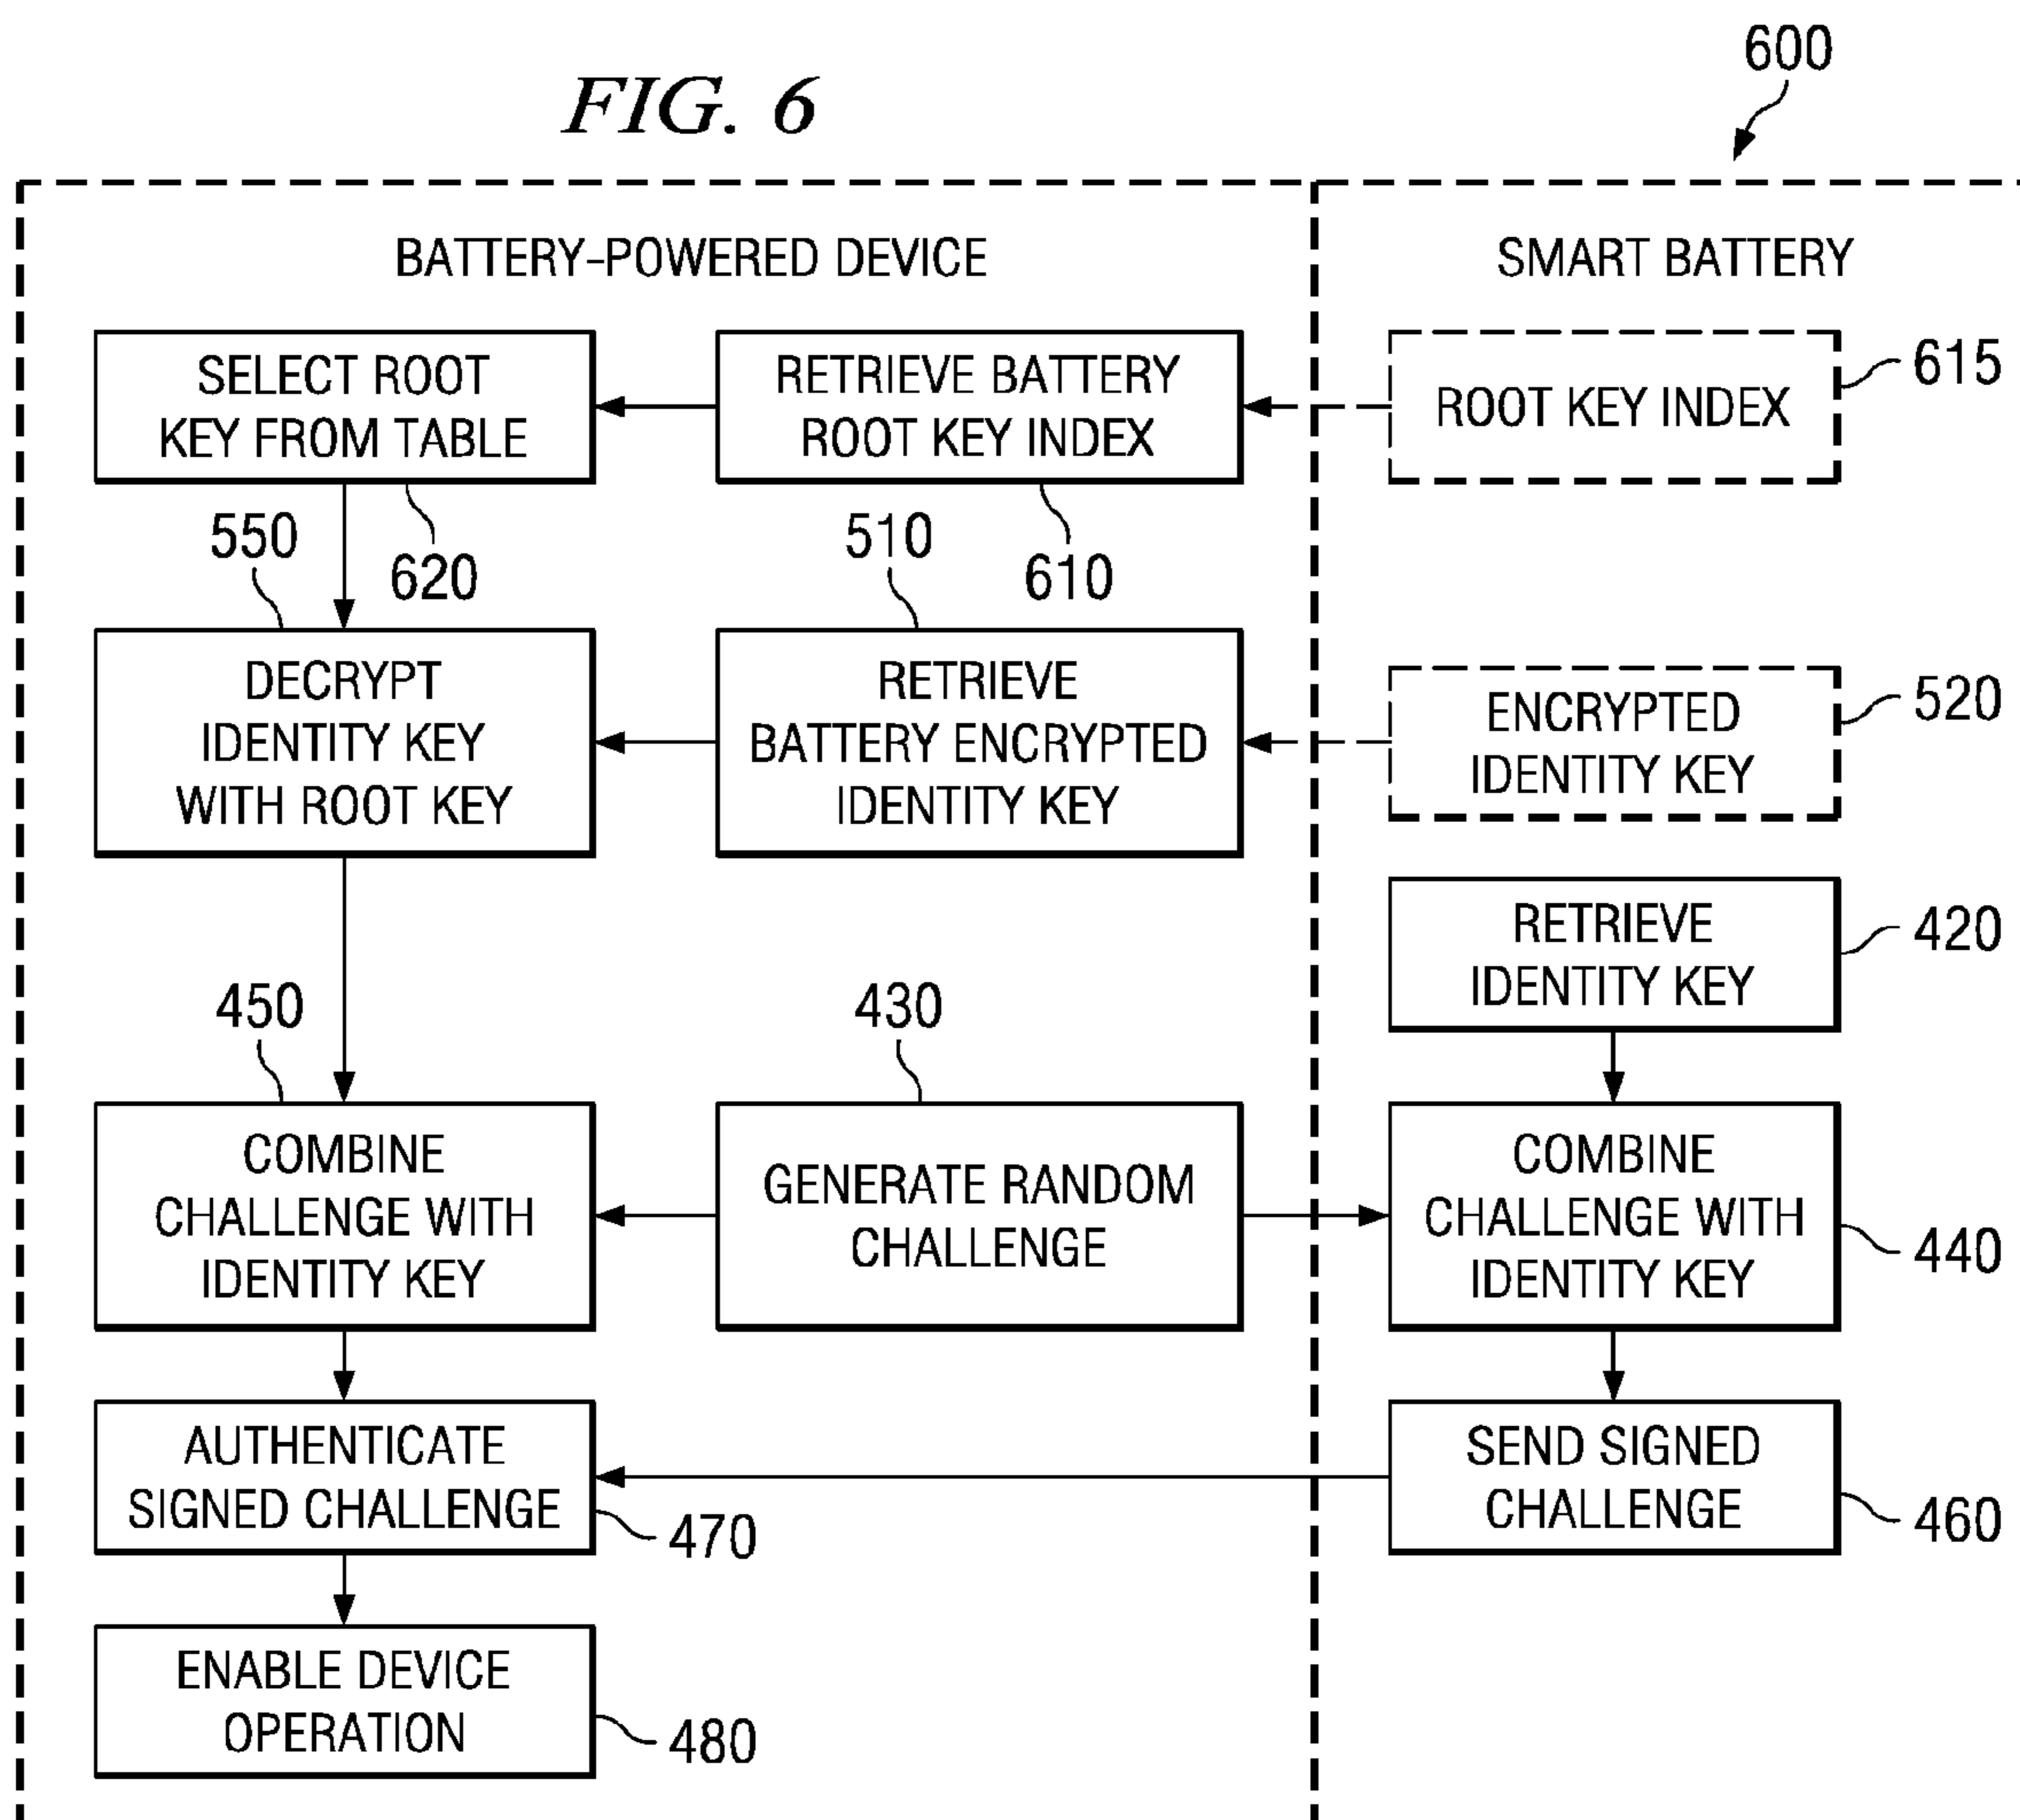 FIG. 6
600
BATTERY-POWERED DEVICE
SMART BATTERY
SELECT ROOT
KEY FROM TABLE
RETRIEVE BATTERY
ROOT KEY INDEX
ROOT KEY INDEX
615
550
620
510
610
DECRYPT
IDENTITY KEY
WITH ROOT KEY
RETRIEVE
BATTERY ENCRYPTED
IDENTITY KEY
ENCRYPTED
IDENTITY KEY
520
RETRIEVE
IDENTITY KEY
420
450
430
COMBINE
CHALLENGE WITH
IDENTITY KEY
GENERATE RANDOM
CHALLENGE
COMBINE
CHALLENGE WITH
IDENTITY KEY
440
AUTHENTICATE
SIGNED CHALLENGE
470
SEND SIGNED
CHALLENGE
460
ENABLE DEVICE
OPERATION
480